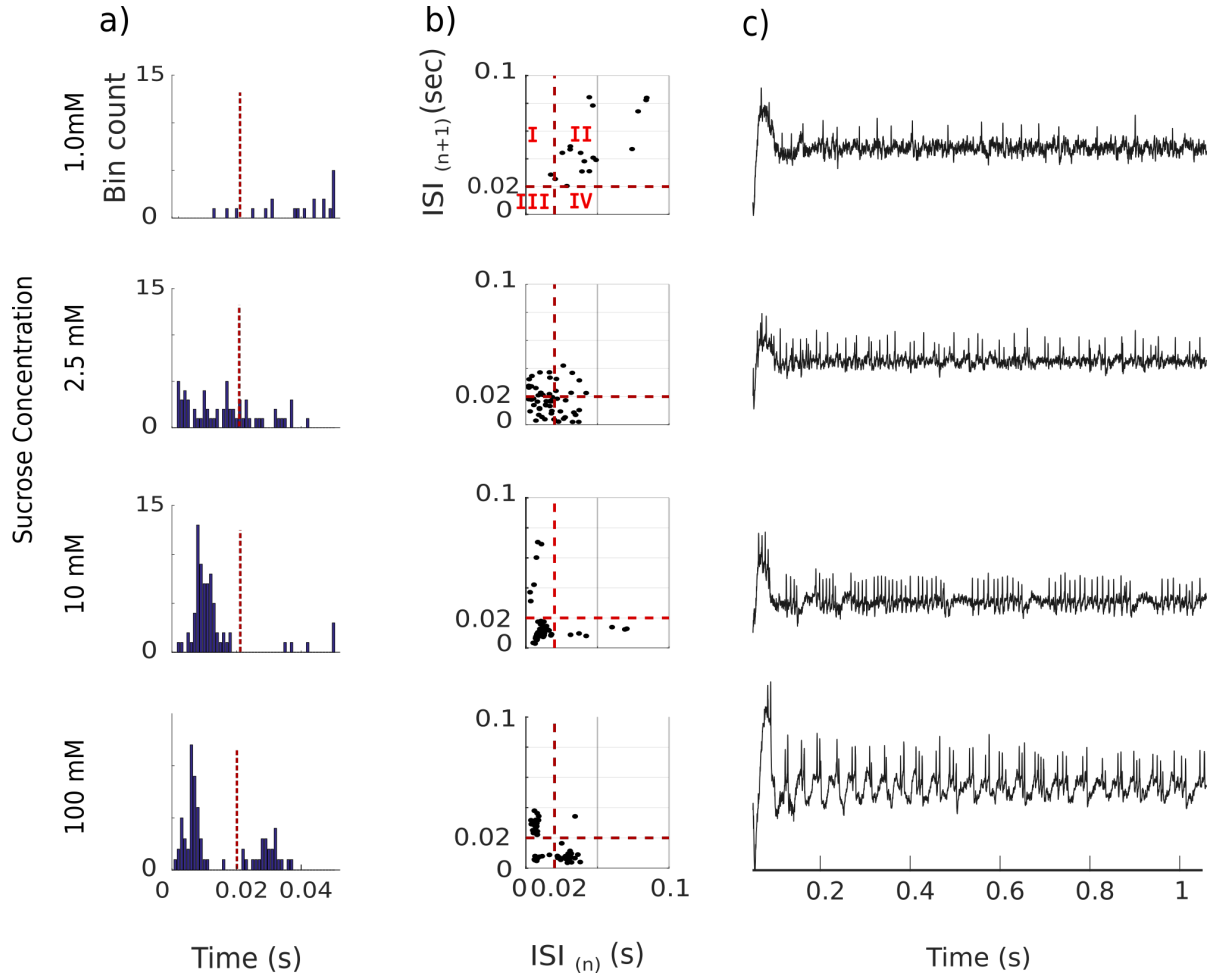 a)
b)
c)
Sucrose Concentration
1.0mM
15
Bin count
0
ISI (n+1) (sec)
0.1
0.02
0
I
II
III
IV
2.5 mM
15
0
0.1
0.02
0
10 mM
15
0
0.1
0.02
0
100 mM
0
0 0.02 0.04
Time (s)
0.1
0.02
0
0 0.02 0.1
ISI (n) (s)
0.2 0.4 0.6 0.8 1
Time (s)